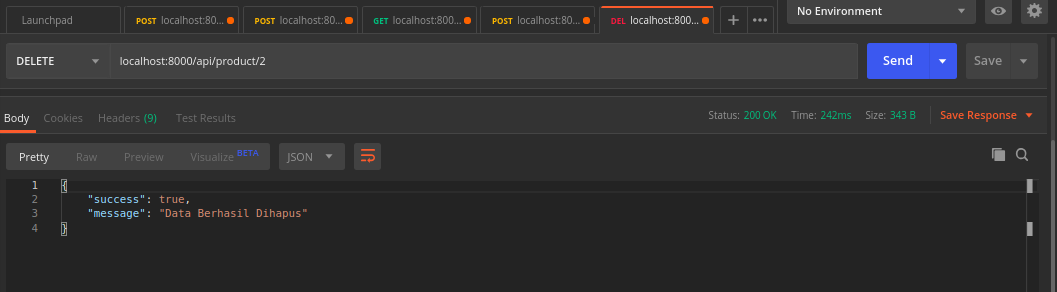 Launchpad POST localhost:80... POST localhost:80... GET localhost:800... POST localhost:80... DEL localhost:800... + ••• No Environment
DELETE localhost:8000/api/product/2 Send Save
Body Cookies Headers (9) Test Results Status: 200 OK Time: 242ms Size: 343 B Save Response
Pretty Raw Preview Visualize BETA JSON
1 {
2 "success": true,
3 "message": "Data Berhasil Dihapus"
4 }